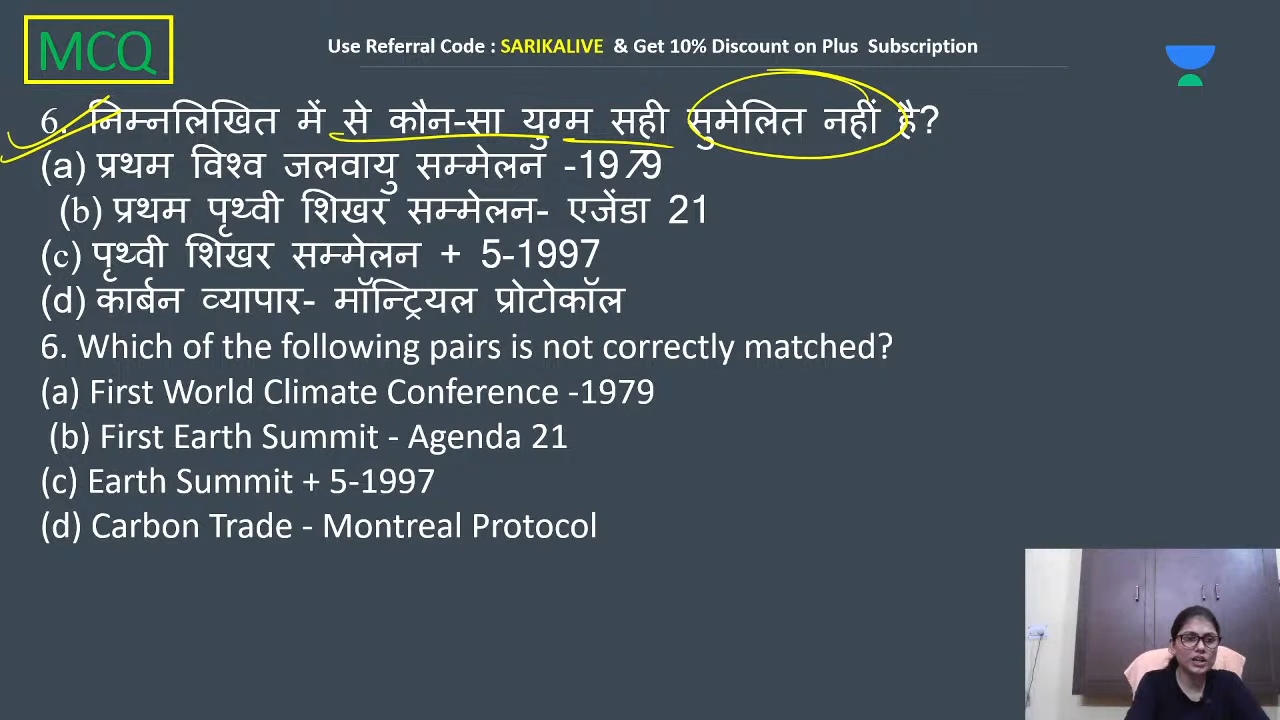 MCQ
Use Referral Code : SARIKALIVE & Get 10% Discount on Plus Subscription
6. निम्नलिखित में से कौन-सा युग्म सही सुमेलित नहीं है?
(a) प्रथम विश्व जलवायु सम्मेलन -1979
(b) प्रथम पृथ्वी शिखर सम्मेलन- एजेंडा 21
(c) पृथ्वी शिखर सम्मेलन + 5-1997
(d) कार्बन व्यापार- मॉन्ट्रियल प्रोटोकॉल
6. Which of the following pairs is not correctly matched?
(a) First World Climate Conference -1979
(b) First Earth Summit - Agenda 21
(c) Earth Summit + 5-1997
(d) Carbon Trade - Montreal Protocol